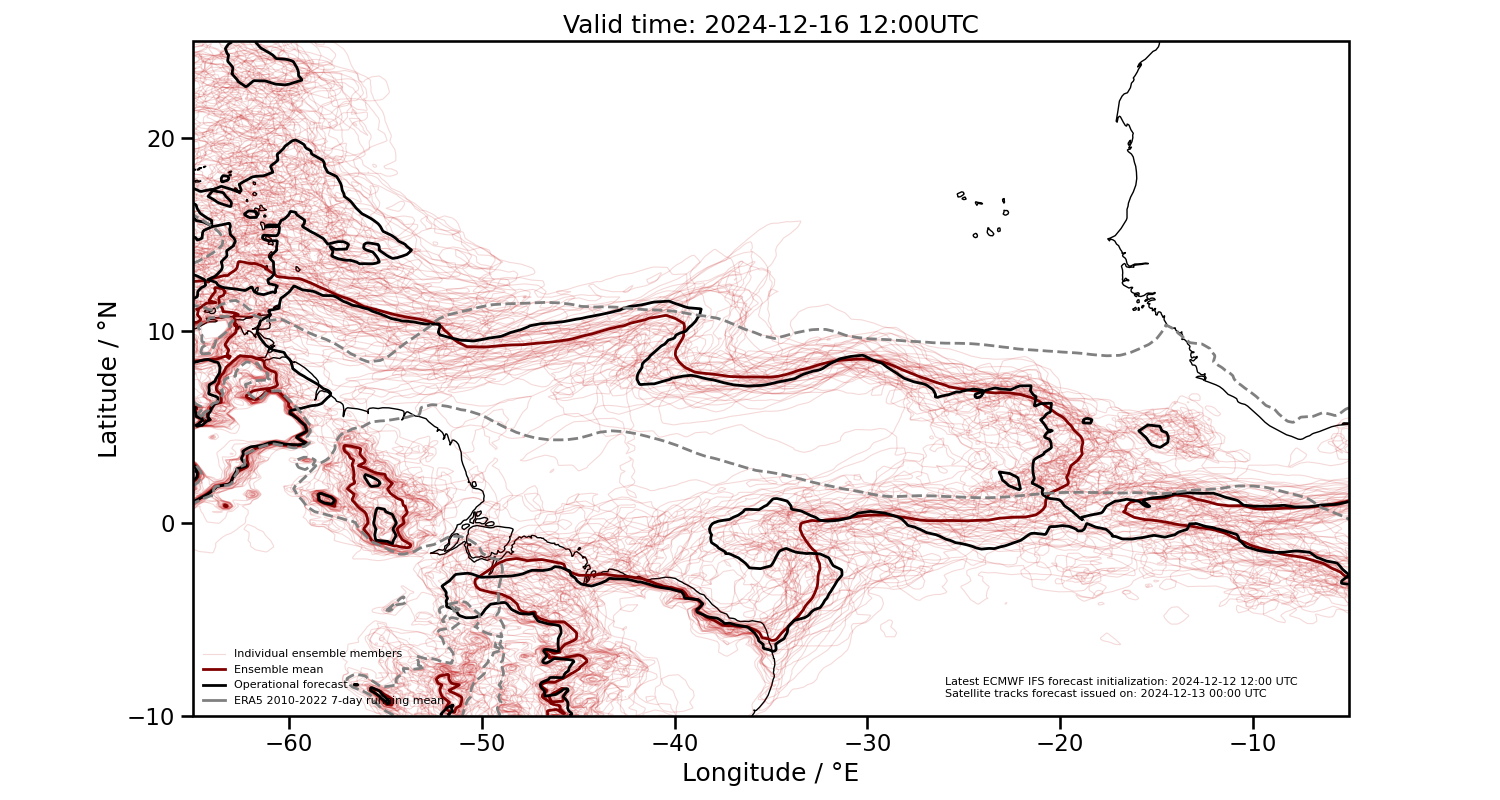 Valid time: 2024-12-16 12:00UTC
20
10
0
−10
Latitude / °N
Individual ensemble members
Ensemble mean
Operational forecast
ERA5 2010-2022 7-day running mean
Latest ECMWF IFS forecast initialization: 2024-12-12 12:00 UTC
Satellite tracks forecast issued on: 2024-12-13 00:00 UTC
−60 −50 −40 −30 −20 −10
Longitude / °E